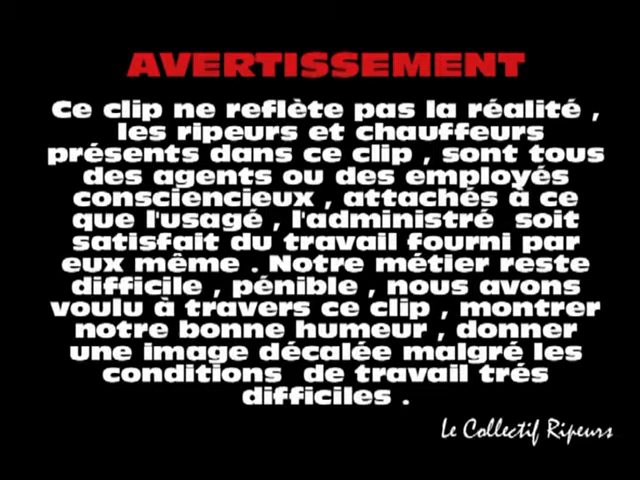 AVERTISSEMENT
Ce clip ne reflète pas la réalité ,
les ripeurs et chauffeurs
présents dans ce clip , sont tous
des agents ou des employés
consciencieux , attachés à ce
que l'usagé , l'administré  soit
satisfait du travail fourni par
eux même . Notre métier reste
difficile , pénible , nous avons
voulu à travers ce clip , montrer
notre bonne humeur , donner
une image décalée malgré les
conditions  de travail trés
difficiles .
Le Collectif Ripeurs